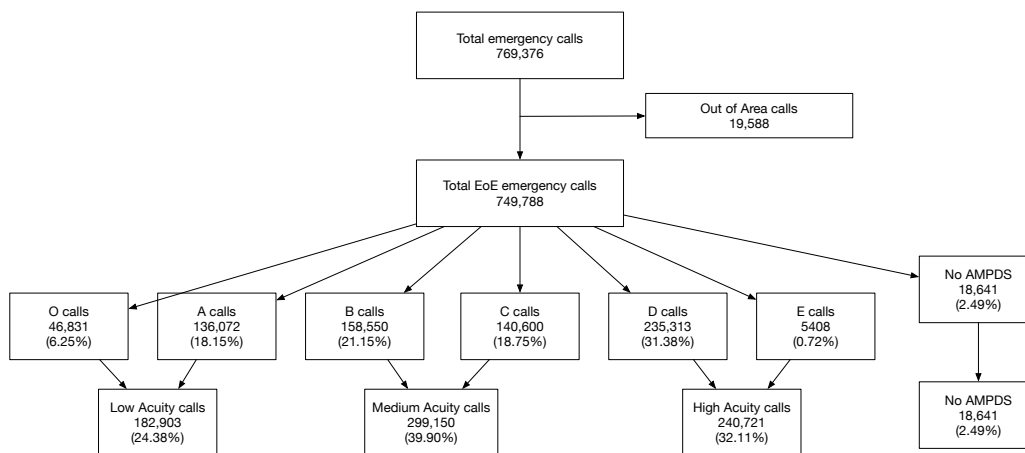 Total emergency calls
769,376
Out of Area calls
19,588
Total EoE emergency calls
749,788
O calls
46,831
(6.25%)
A calls
136,072
(18.15%)
B calls
158,550
(21.15%)
C calls
140,600
(18.75%)
D calls
235,313
(31.38%)
E calls
5408
(0.72%)
No AMPDS
18,641
(2.49%)
Low Acuity calls
182,903
(24.38%)
Medium Acuity calls
299,150
(39.90%)
High Acuity calls
240,721
(32.11%)
No AMPDS
18,641
(2.49%)